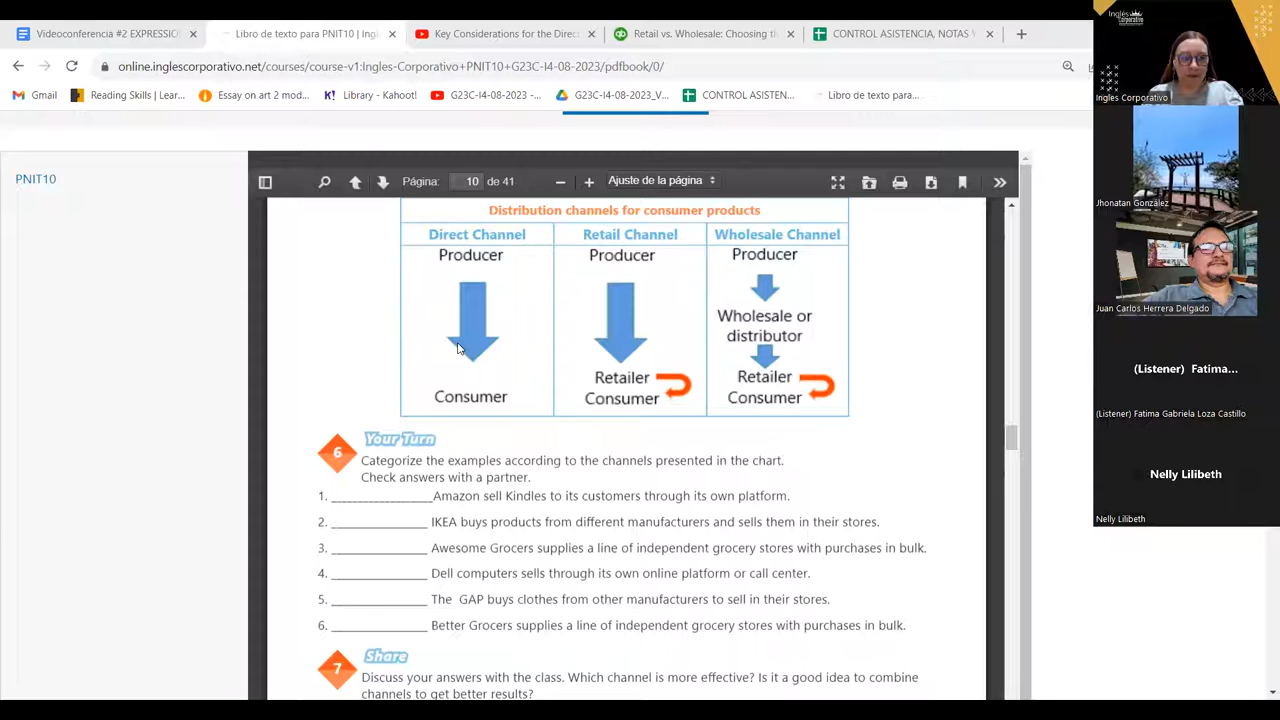 Videoconferencia #2 EXPRESSIO
Libro de texto para PNIT10 | Ingl
Key Considerations for the Direc
Retail vs. Wholesale: Choosing th
CONTROL ASISTENCIA, NOTAS Y
online.inglescorporativo.net/courses/course-v1:Ingles-Corporativo+PNIT10+G23C-I4-08-2023/pdfbook/0/
Gmail
Reading Skills | Lear...
Essay on art 2 mod...
Library - Kano...
G23C-I4-08-2023 -...
G23C-I4-08-2023_V...
CONTROL ASISTEN...
Libro de texto para...
PNIT10
Página: 10 de 41
Ajuste de la página
Distribution channels for consumer products
Direct Channel
Retail Channel
Wholesale Channel
Producer
Producer
Producer
Wholesale or
distributor
Retailer
Retailer
Consumer
Consumer
Consumer
6
Your Turn
Categorize the examples according to the channels presented in the chart.
Check answers with a partner.
1. __________________Amazon sell Kindles to its customers through its own platform.
2. _________________ IKEA buys products from different manufacturers and sells them in their stores.
3. _________________ Awesome Grocers supplies a line of independent grocery stores with purchases in bulk.
4. _________________ Dell computers sells through its own online platform or call center.
5. _________________ The GAP buys clothes from other manufacturers to sell in their stores.
6. _________________ Better Grocers supplies a line of independent grocery stores with purchases in bulk.
7
Share
Discuss your answers with the class. Which channel is more effective? Is it a good idea to combine
channels to get better results?
Inglés
Corporativo
Ingles Corporativo
Jhonatan González
Juan Carlos Herrera Delgado
(Listener) Fatima...
(Listener) Fatima Gabriela Loza Castillo
Nelly Lilibeth
Nelly Lilibeth